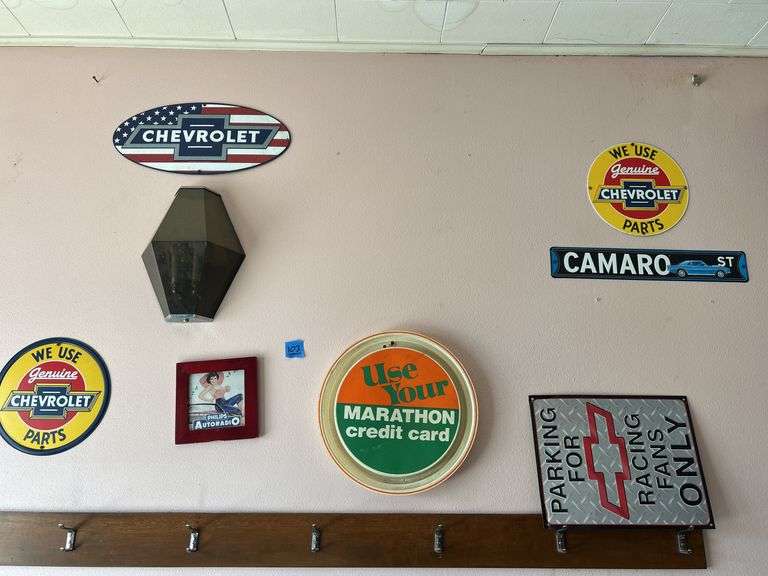 CHEVROLET
WE USE
Genuine
CHEVROLET
PARTS
CAMARO ST
WE USE
Genuine
CHEVROLET
PARTS
PHILIPS
AUTORADIO
103
Use
Your
MARATHON
credit card
PARKING
FOR
RACING
FANS
ONLY